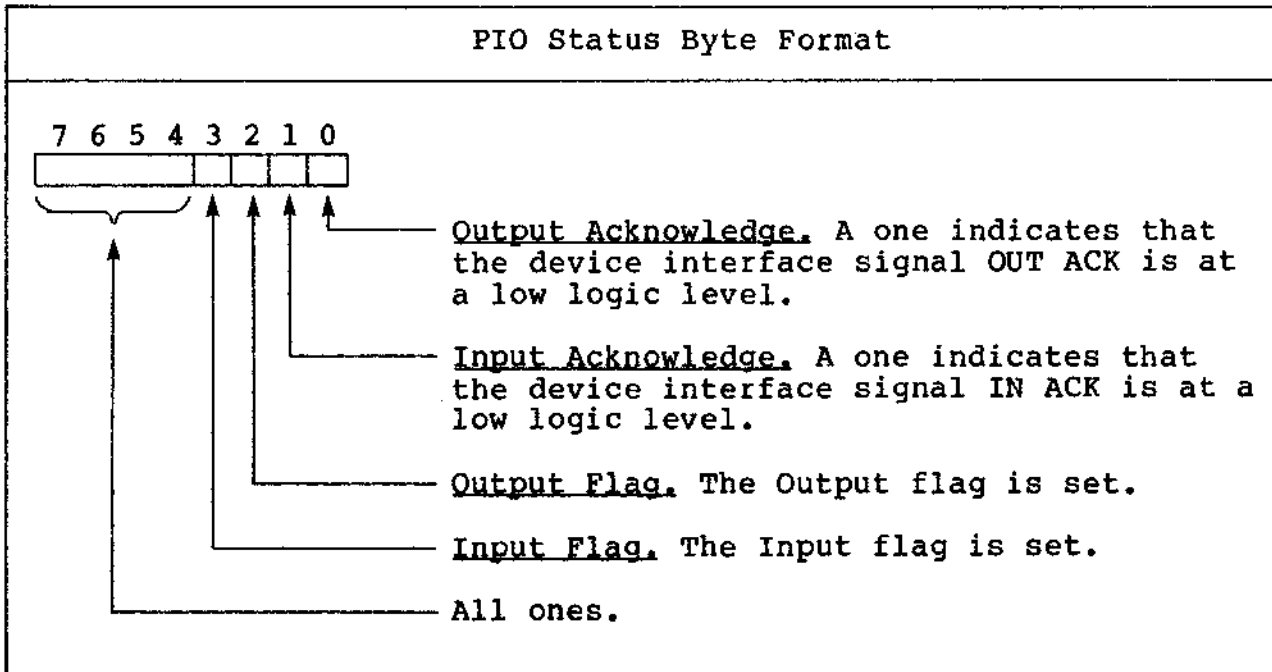 PIO Status Byte Format
7 6 5 4 3 2 1 0
Output Acknowledge. A one indicates that
the device interface signal OUT ACK is at
a low logic level.
Input Acknowledge. A one indicates that
the device interface signal IN ACK is at a
low logic level.
Output Flag. The Output flag is set.
Input Flag. The Input flag is set.
All ones.